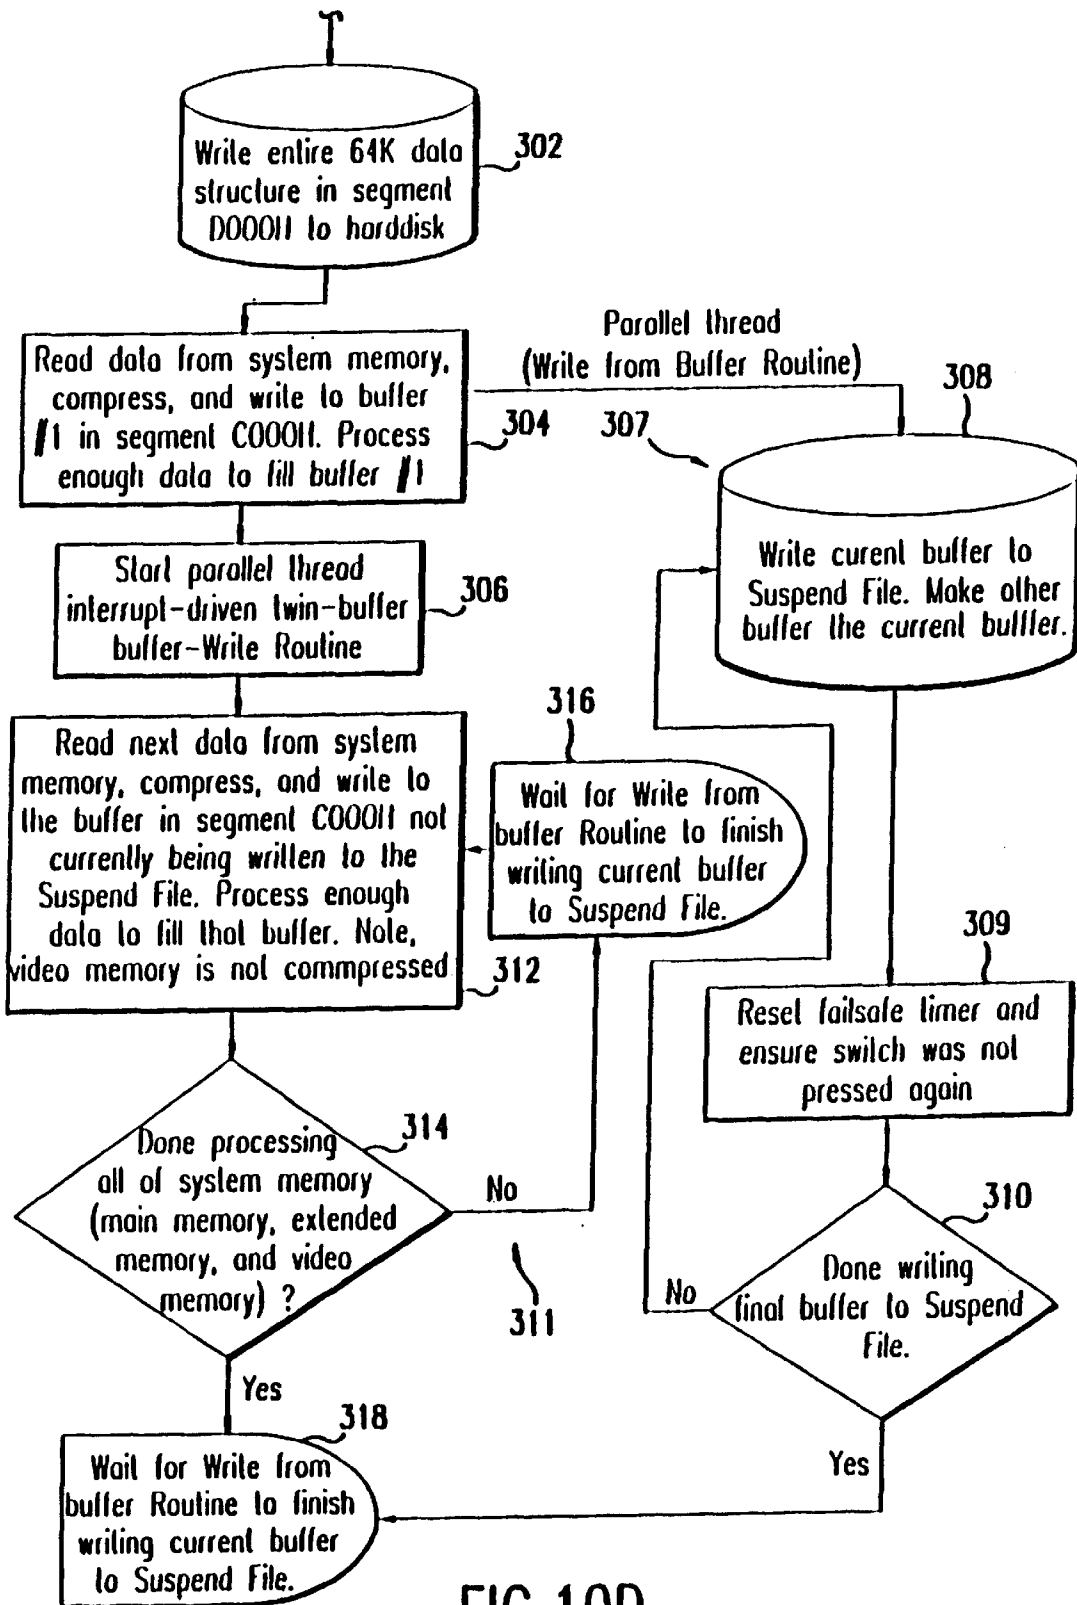 Write entire 64K data
structure in segment
D000H to harddisk
302
Read data from system memory,
compress, and write to buffer
#1 in segment C000H. Process
enough data to fill buffer #1
304
Parallel thread
(Write from Buffer Routine)
307
308
Write curent buffer to
Suspend File. Make other
buffer the current bufffer.
Start parallel thread
interrupt-driven twin-buffer
buffer-Write Routine
306
Read next data from system
memory, compress, and write to
the buffer in segment C000H not
currently being written to the
Suspend File. Process enough
data to fill that buffer. Note,
video memory is not commpressed
312
316
Wait for Write from
buffer Routine to finish
writing current buffer
to Suspend File.
309
Reset failsafe timer and
ensure switch was not
pressed again
Done processing
all of system memory
(main memory, extended
memory, and video
memory) ?
314
No
311
310
Done writing
final buffer to Suspend
File.
No
Yes
Yes
318
Wait for Write from
buffer Routine to finish
writing current buffer
to Suspend File.
FIG. 10D